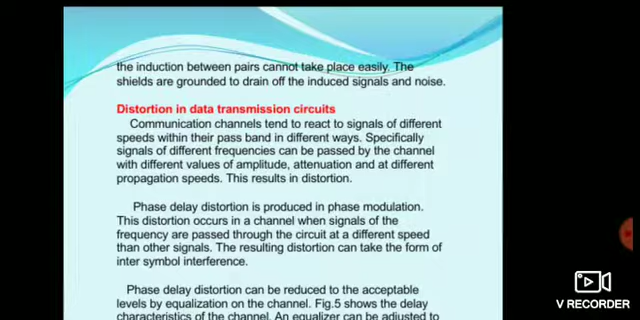 the induction between pairs cannot take place easily. The
shields are grounded to drain off the induced signals and noise.
Distortion in data transmission circuits
Communication channels tend to react to signals of different
speeds within their pass band in different ways. Specifically
signals of different frequencies can be passed by the channel
with different values of amplitude, attenuation and at different
propagation speeds. This results in distortion.
Phase delay distortion is produced in phase modulation.
This distortion occurs in a channel when signals of the
frequency are passed through the circuit at a different speed
than other signals. The resulting distortion can take the form of
inter symbol interference.
Phase delay distortion can be reduced to the acceptable
levels by equalization on the channel. Fig.5 shows the delay
characteristics of the channel. An equalizer can be adjusted to
V RECORDER